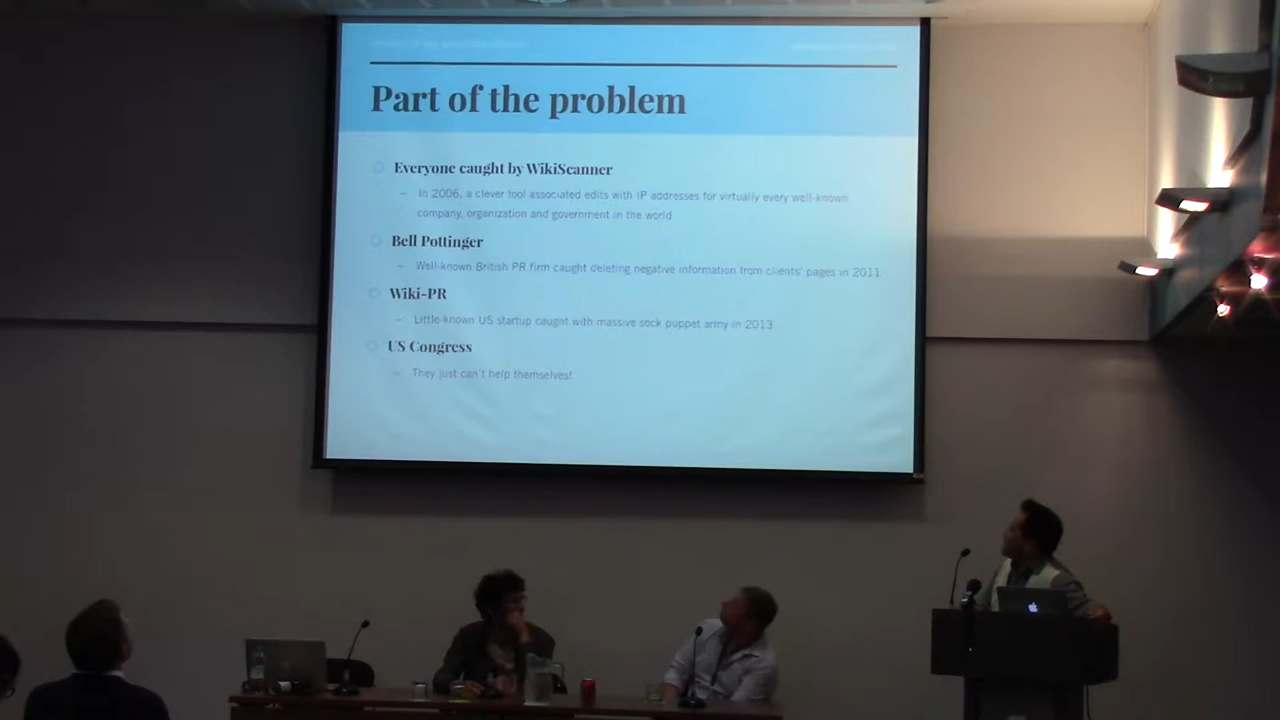 Part of the problem
Everyone caught by WikiScanner
– In 2006, a clever tool associated edits with IP addresses for virtually every well-known
company, organization and government in the world
Bell Pottinger
– Well-known British PR firm caught deleting negative information from clients' pages in 2011
Wiki-PR
– Little-known US startup caught with massive sock puppet army in 2013
US Congress
– They just can't help themselves!